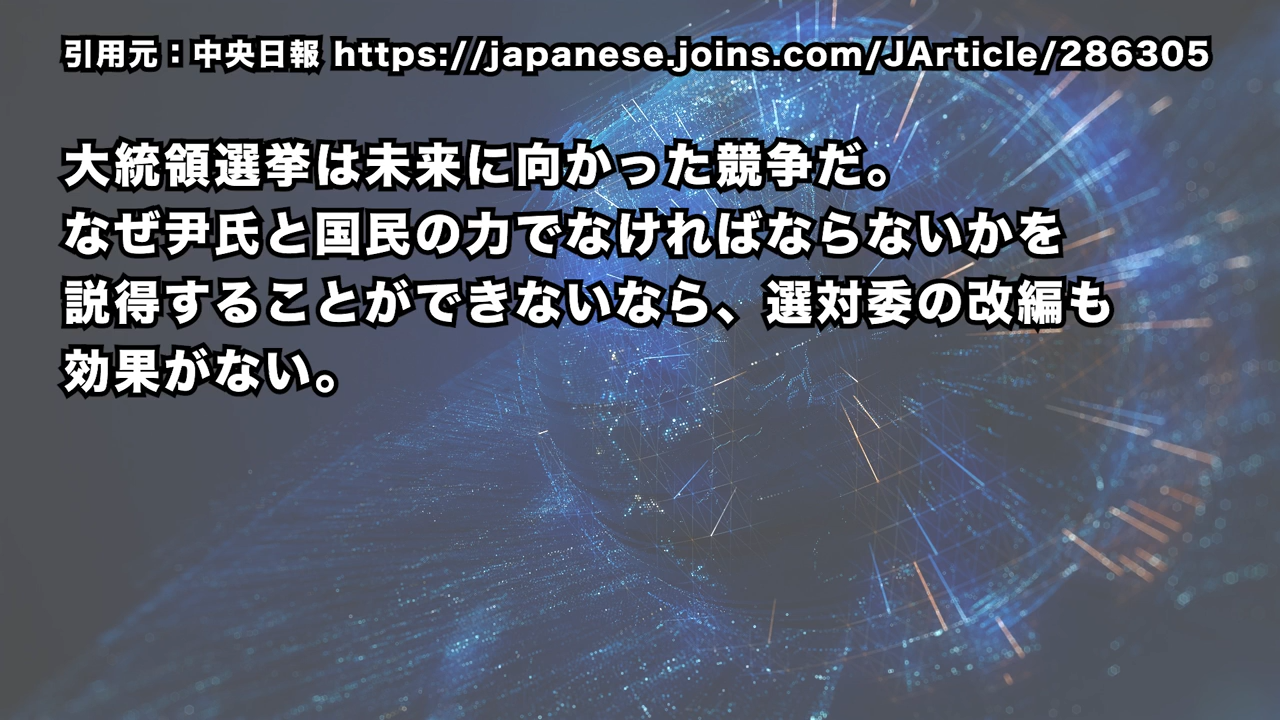 引用元：中央日報 https://japanese.joins.com/JArticle/286305
大統領選挙は未来に向かった競争だ。
なぜ尹氏と国民の力でなければならないかを
説得することができないなら、選対委の改編も
効果がない。